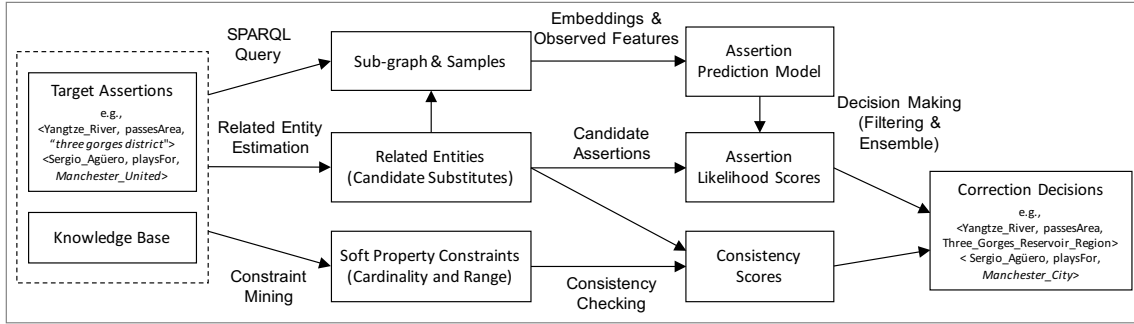 SPARQL
Query
Embeddings &
Observed Features
Sub-graph & Samples
Assertion
Prediction Model
Target Assertions
e.g.,
<Yangtze_River, passesArea,
"three gorges district">
<Sergio_Agüero, playsFor,
Manchester_United>
Knowledge Base
Related Entity
Estimation
Related Entities
(Candidate Substitutes)
Candidate
Assertions
Assertion
Likelihood Scores
Decision Making
(Filtering &
Ensemble)
Constraint
Mining
Soft Property Constraints
(Cardinality and Range)
Consistency
Checking
Consistency
Scores
Correction Decisions
e.g.,
<Yangtze_River, passesArea,
Three_Gorges_Reservoir_Region>
< Sergio_Agüero, playsFor,
Manchester_City>